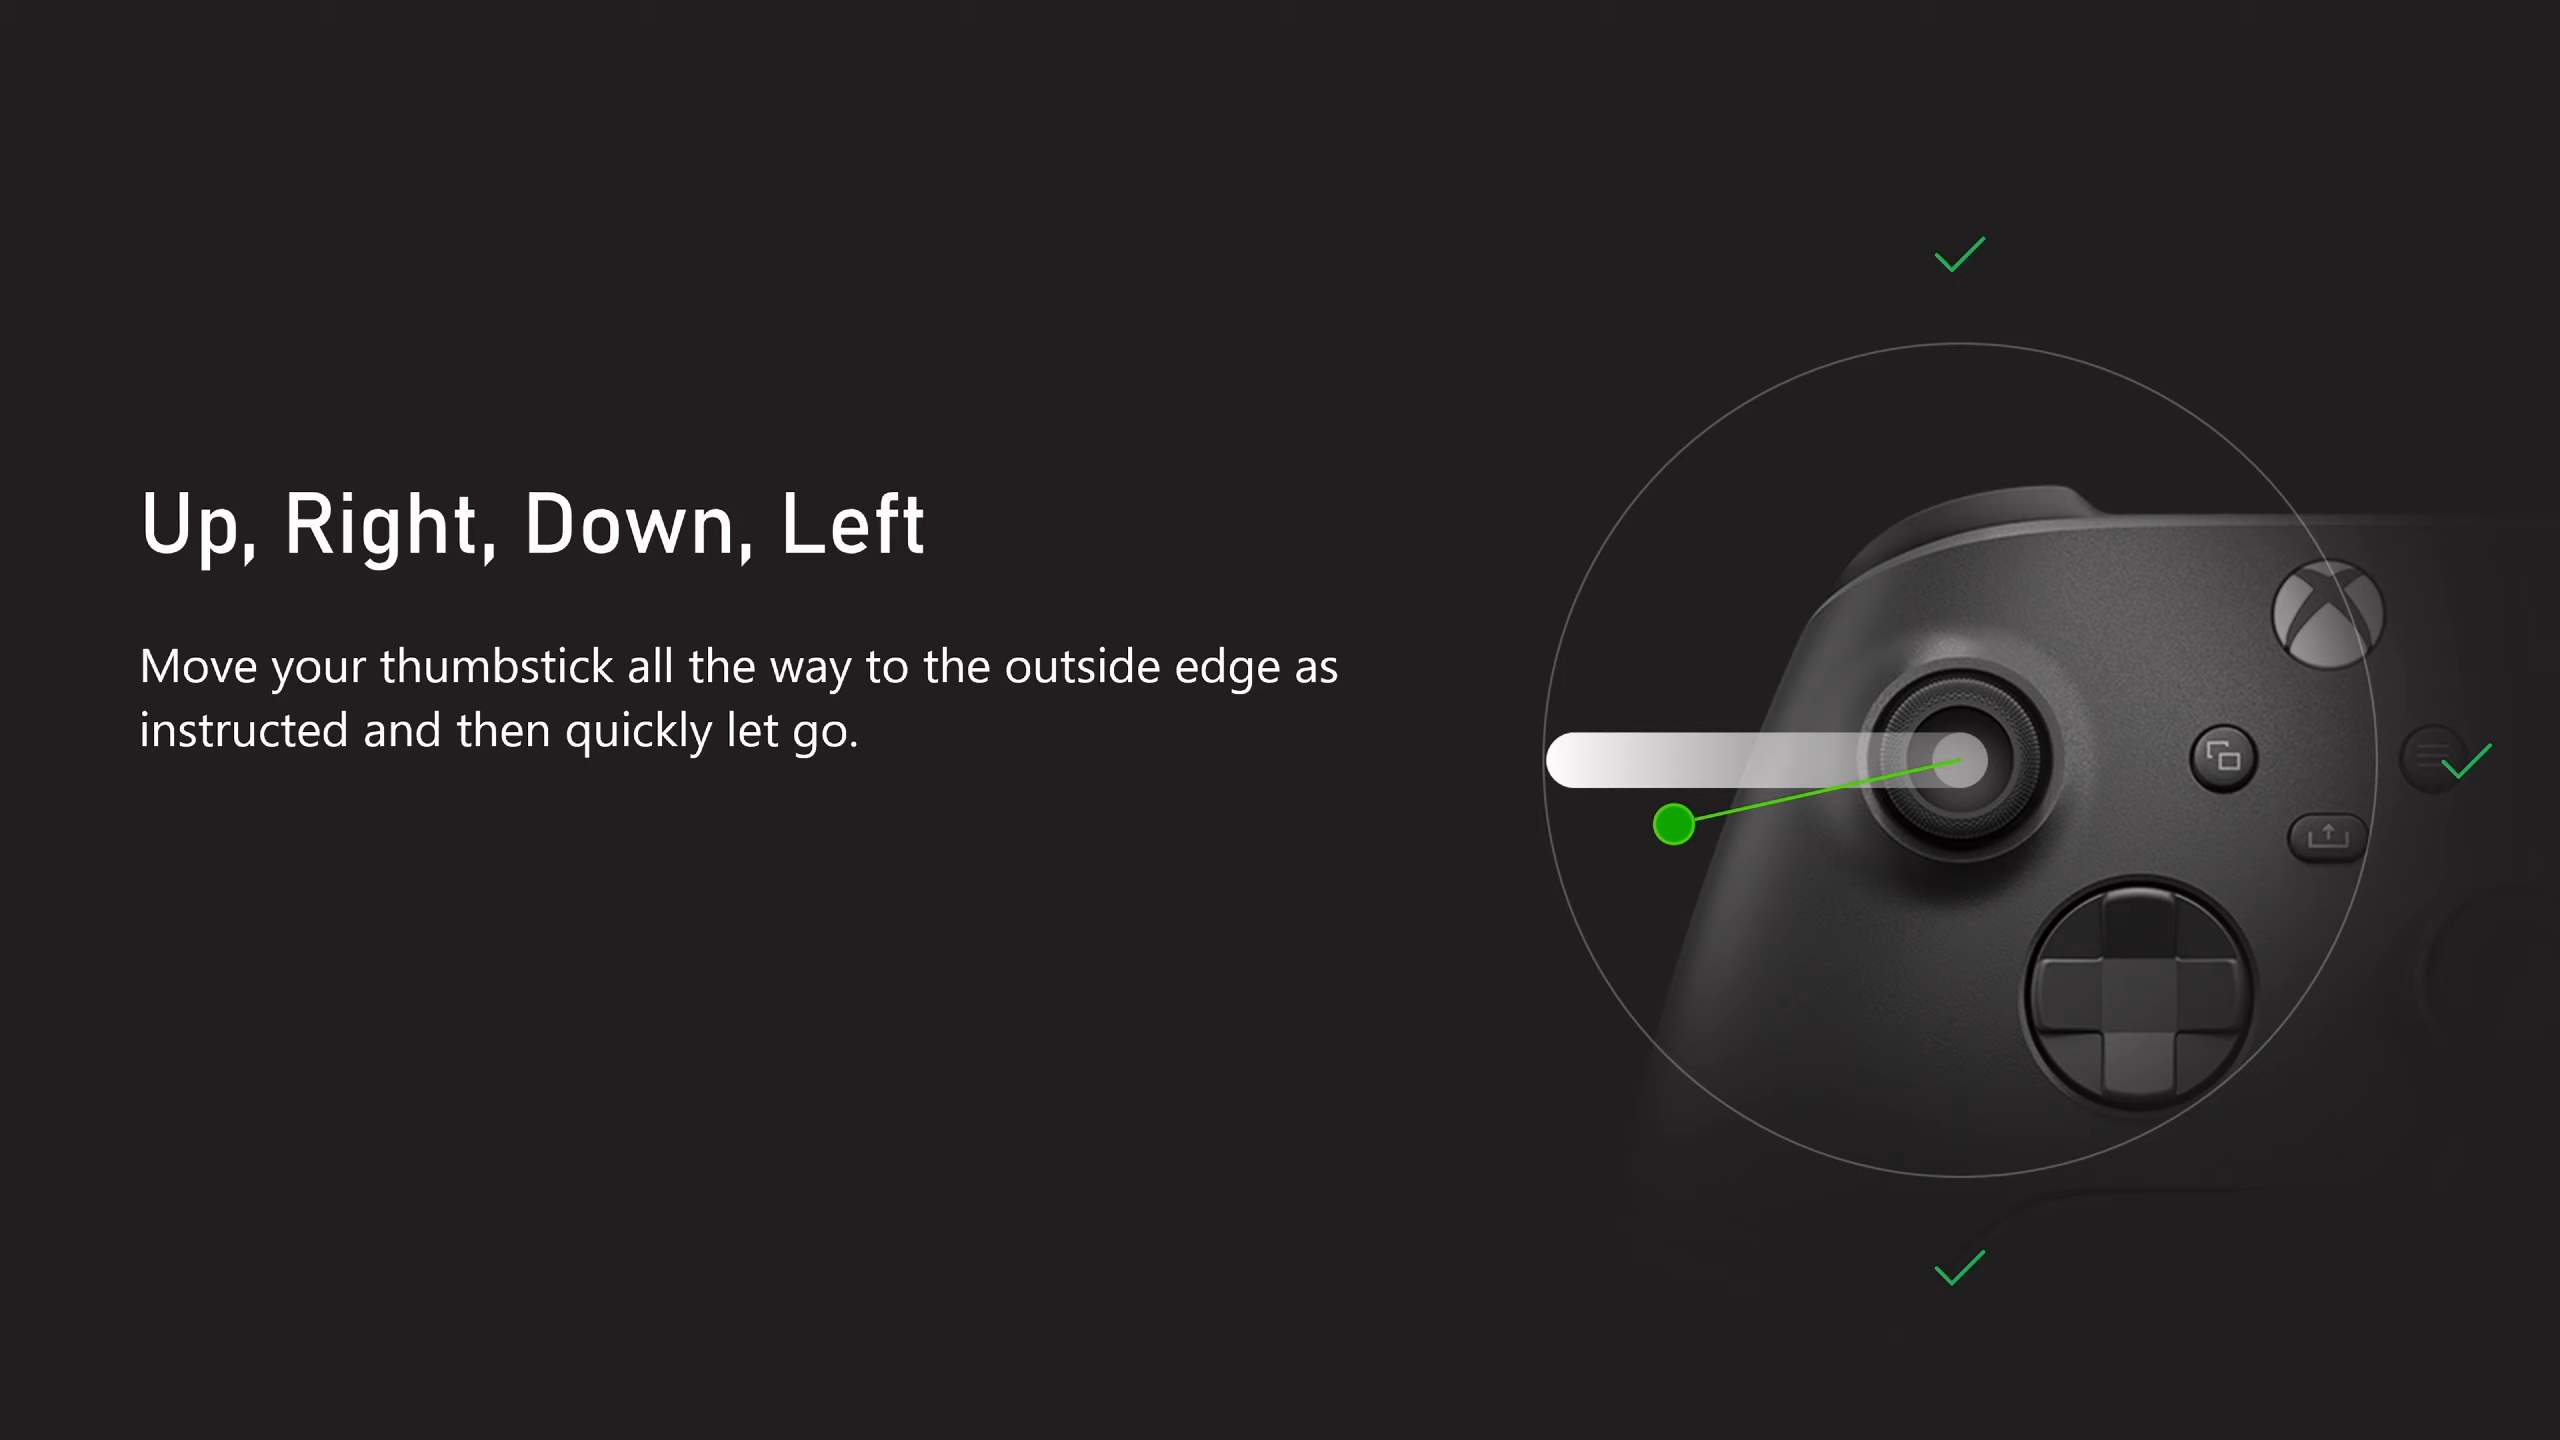 Up, Right, Down, Left
Move your thumbstick all the way to the outside edge as
instructed and then quickly let go.